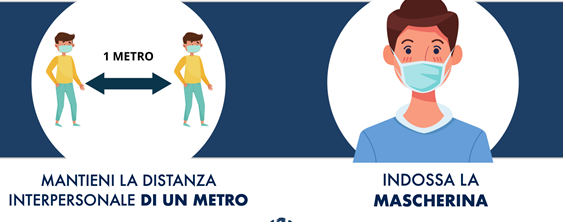 1 METRO
MANTIENI LA DISTANZA
INTERPERSONALE DI UN METRO
INDOSSA LA
MASCHERINA